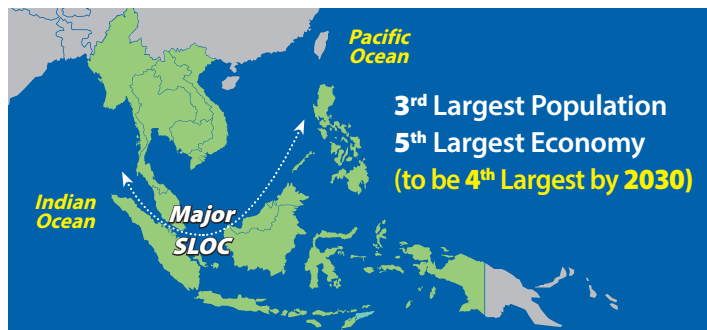 Pacific
Ocean
3rd Largest Population
5th Largest Economy
(to be 4th Largest by 2030)
Indian
Ocean
Major
SLOC